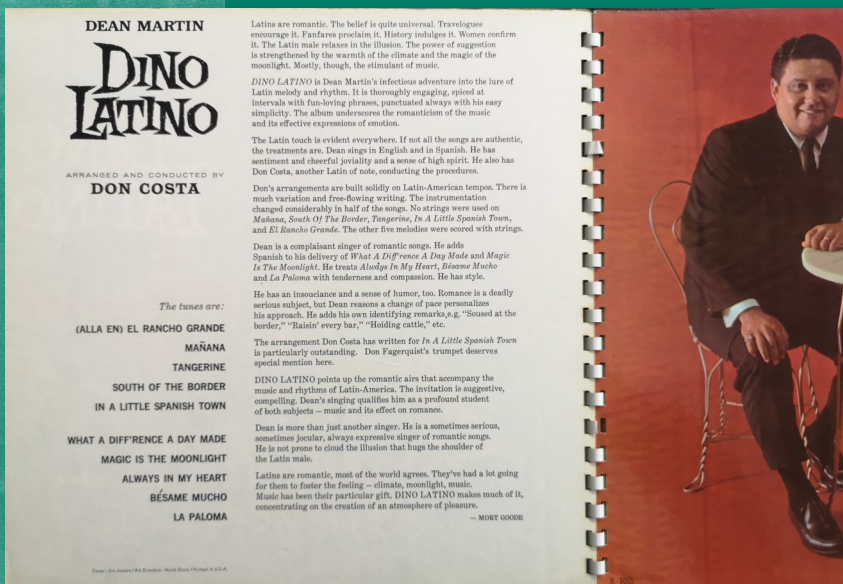 DEAN MARTIN
DINO
LATINO
ARRANGED AND CONDUCTED BY
DON COSTA
The tunes are:
(ALLA EN) EL RANCHO GRANDE
MAÑANA
TANGERINE
SOUTH OF THE BORDER
IN A LITTLE SPANISH TOWN
WHAT A DIFF'RENCE A DAY MADE
MAGIC IS THE MOONLIGHT
ALWAYS IN MY HEART
BÉSAME MUCHO
LA PALOMA
Latins are romantic. The belief is quite universal. Travelogues
encourage it. Fanfares proclaim it. History indulges it. Women confirm
it. The Latin male relaxes in the illusion. The power of suggestion
is strengthened by the warmth of the climate and the magic of the
moonlight. Mostly, though, the stimulant of music.
DINO LATINO is Dean Martin's infectious adventure into the lure of
Latin melody and rhythm. It is thoroughly engaging, spiced at
intervals with fun-loving phrases, punctuated always with his easy
simplicity. The album underscores the romanticism of the music
and its effective expressions of emotion.
The Latin touch is evident everywhere. If not all the songs are authentic,
the treatments are. Dean sings in English and in Spanish. He has
sentiment and cheerful joviality and a sense of high spirit. He also has
Don Costa, another Latin of note, conducting the procedures.
Don's arrangements are built solidly on Latin-American tempos. There is
much variation and free-flowing writing. The instrumentation
changed considerably in half of the songs. No strings were used on
Mañana, South Of The Border, Tangerine, In A Little Spanish Town,
and El Rancho Grande. The other five melodies were scored with strings.
Dean is a complaisant singer of romantic songs. He adds
Spanish to his delivery of What A Diff'rence A Day Made and Magic
Is The Moonlight. He treats Always In My Heart, Bésame Mucho
and La Paloma with tenderness and compassion. He has style.
He has an insouciance and a sense of humor, too. Romance is a deadly
serious subject, but Dean reasons a change of pace personalizes
his approach. He adds his own identifying remarks,e.g. "Soused at the
border," "Raisin' every bar," "Holding cattle," etc.
The arrangement Don Costa has written for In A Little Spanish Town
is particularly outstanding. Don Fagerquist's trumpet deserves
special mention here.
DINO LATINO points up the romantic airs that accompany the
music and rhythms of Latin-America. The invitation is suggestive,
compelling. Dean's singing qualifies him as a profound student
of both subjects – music and its effect on romance.
Dean is more than just another singer. He is a sometimes serious,
sometimes jocular, always expressive singer of romantic songs.
He is not prone to cloud the illusion that hugs the shoulder of
the Latin male.
Latins are romantic, most of the world agrees. They've had a lot going
for them to foster the feeling – climate, moonlight, music.
Music has been their particular gift. DINO LATINO makes much of it,
concentrating on the creation of an atmosphere of pleasure.
– MORT GOODE